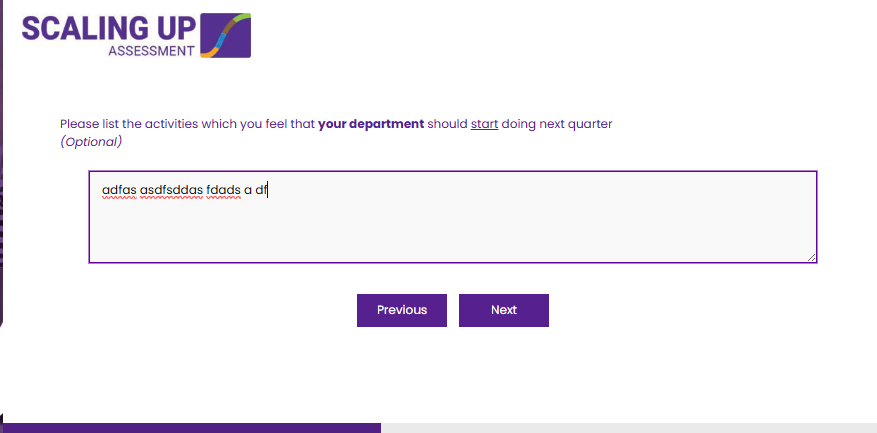 SCALING UP
ASSESSMENT
Please list the activities which you feel that your department should start doing next quarter
(Optional)
adfas asdfsddas fdads a df
Previous
Next